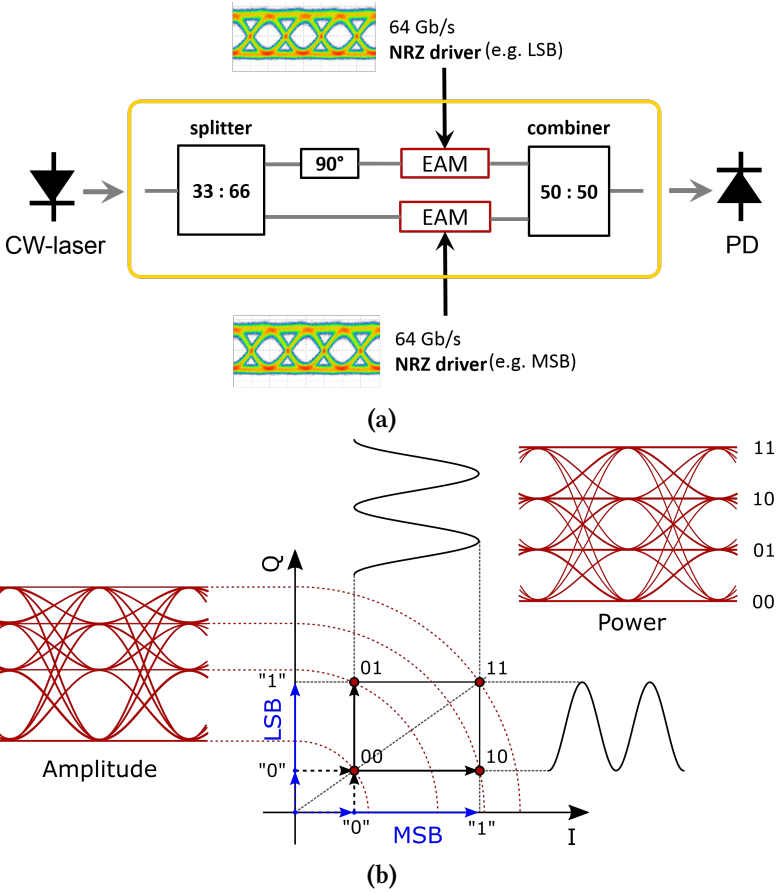 64 Gb/s
NRZ driver (e.g. LSB)
splitter
combiner
33 : 66
90°
EAM
50 : 50
EAM
CW-laser
PD
64 Gb/s
NRZ driver (e.g. MSB)
(a)
11
10
01
00
Power
Q
01
11
"1"
LSB
00
10
"0"
Amplitude
"0"
MSB
"1"
I
(b)